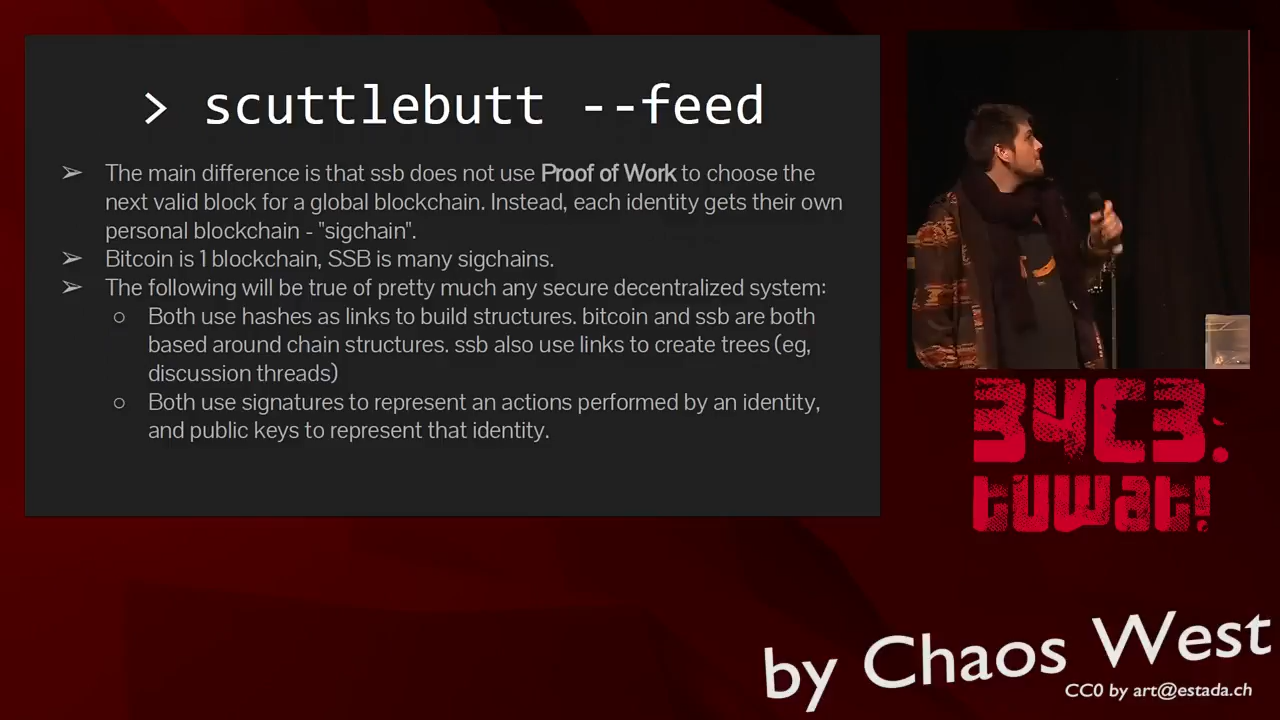 > scuttlebutt --feed
➢ The main difference is that ssb does not use Proof of Work to choose the
next valid block for a global blockchain. Instead, each identity gets their own
personal blockchain - "sigchain".
➢ Bitcoin is 1 blockchain, SSB is many sigchains.
➢ The following will be true of pretty much any secure decentralized system:
○ Both use hashes as links to build structures. bitcoin and ssb are both
based around chain structures. ssb also use links to create trees (eg,
discussion threads)
○ Both use signatures to represent an actions performed by an identity,
and public keys to represent that identity.
34C3:
tuwat!
by Chaos West
CC0 by art@estada.ch